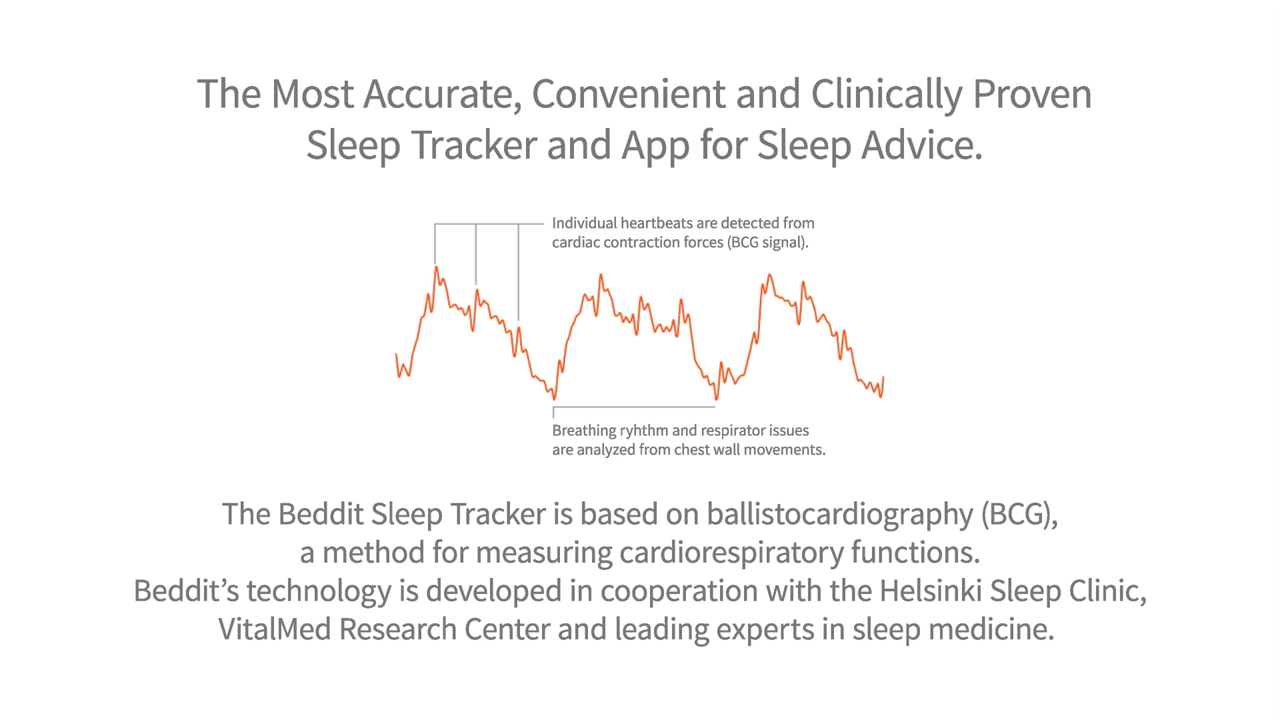 The Most Accurate, Convenient and Clinically Proven
Sleep Tracker and App for Sleep Advice.
Individual heartbeats are detected from
cardiac contraction forces (BCG signal).
Breathing ryhthm and respirator issues
are analyzed from chest wall movements.
The Beddit Sleep Tracker is based on ballistocardiography (BCG),
a method for measuring cardiorespiratory functions.
Beddit’s technology is developed in cooperation with the Helsinki Sleep Clinic,
VitalMed Research Center and leading experts in sleep medicine.